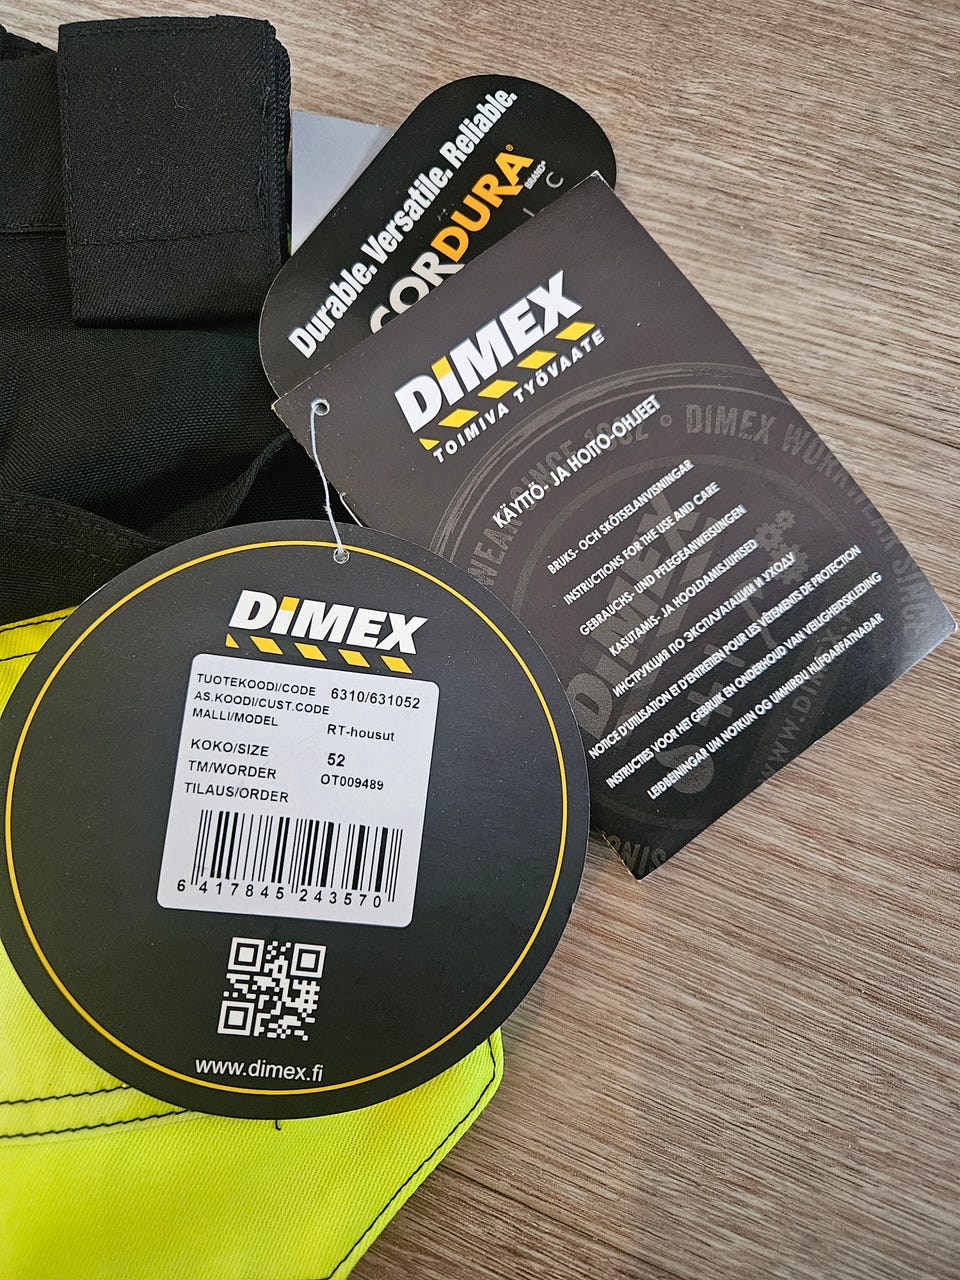 Durable. Versatile. Reliable.
CORDURA®
BRAND®
DIMEX
TOIMIVA TYÖVAATE
KÄYTTÖ- JA HOITO-OHJEET
BRUKS- OCH SKÖTSELANVISNINGAR
INSTRUCTIONS FOR THE USE AND CARE
GEBRAUCHS- UND PFLEGEANWEISUNGEN
KASUTAMIS- JA HOOLDAMISJUHISED
ИНСТРУКЦИЯ ПО ЭКСПЛУАТАЦИИ И УХОДУ
NOTICE D'UTILISATION ET D'ENTRETIEN POUR LES VÊTEMENTS DE PROTECTION
INSTRUCTIES VOOR HET GEBRUIK EN ONDERHOUD VAN VEILIGHEIDSKLEDING
LEIÐBEININGAR UM NOTKUN OG UMHIRÐU HLÍFÐARFATNAÐAR
DIMEX
TUOTEKOODI/CODE 6310/631052
AS.KOODI/CUST.CODE
MALLI/MODEL RT-housut
KOKO/SIZE 52
TM/WORDER OT009489
TILAUS/ORDER
6 417845 243570
www.dimex.fi